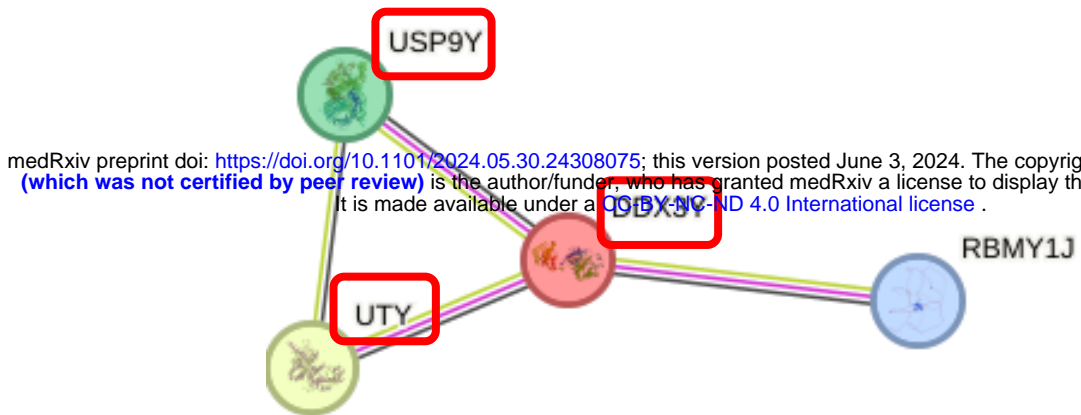 USP9Y
medRxiv preprint doi: https://doi.org/10.1101/2024.05.30.24308075; this version posted June 3, 2024. The copyrig
(which was not certified by peer review) is the author/funder, who has granted medRxiv a license to display th
It is made available under a CC-BY-NC-ND 4.0 International license .
DDX3Y
RBMY1J
UTY